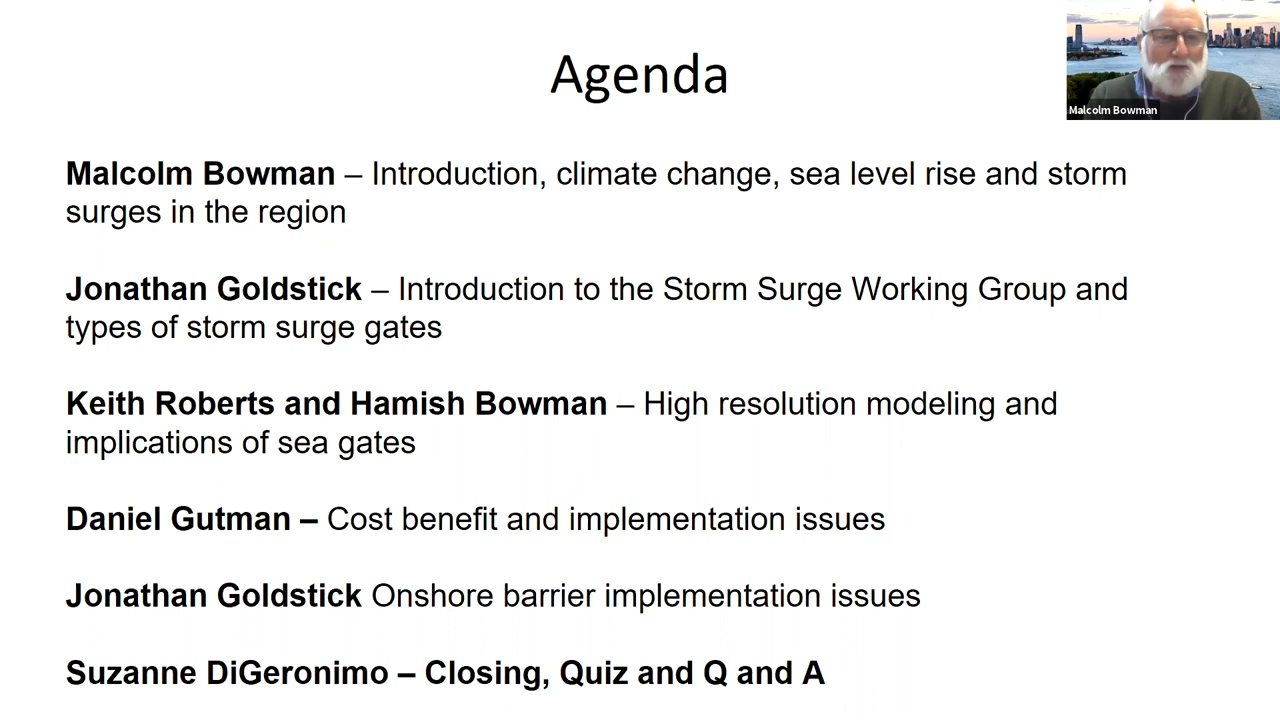 Agenda
Malcolm Bowman
Malcolm Bowman – Introduction, climate change, sea level rise and storm
surges in the region
Jonathan Goldstick – Introduction to the Storm Surge Working Group and
types of storm surge gates
Keith Roberts and Hamish Bowman – High resolution modeling and
implications of sea gates
Daniel Gutman – Cost benefit and implementation issues
Jonathan Goldstick Onshore barrier implementation issues
Suzanne DiGeronimo – Closing, Quiz and Q and A